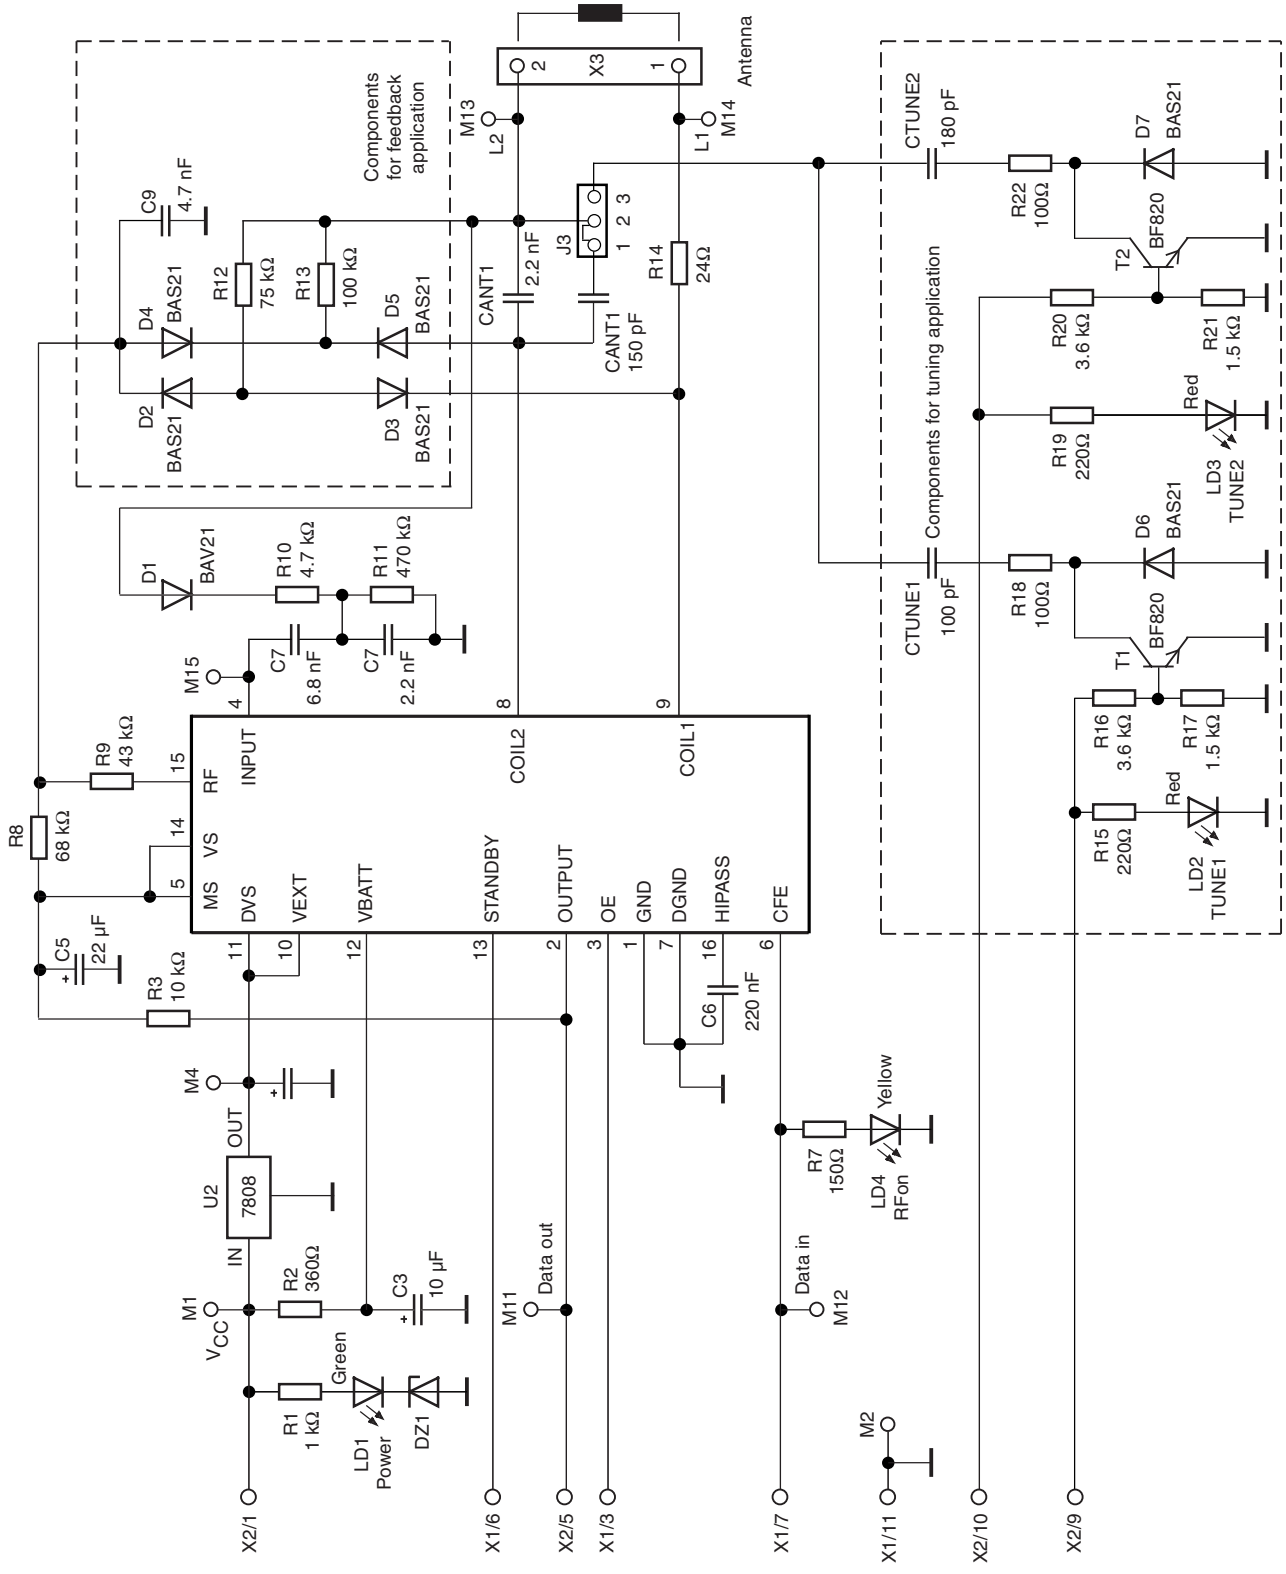 X2/1
R1
1 kΩ
LD1
Power
Green
DZ1
M1
VCC
R2
360Ω
C3
+
10 µF
IN
U2
7808
OUT
M4
+
R3
10 kΩ
C5
+
22 µF
R8
68 kΩ
R9
43 kΩ
M15
C7
6.8 nF
C7
2.2 nF
D1
BAV21
R10
4.7 kΩ
R11
470 kΩ
D2
BAS21
D4
BAS21
C9
4.7 nF
R12
75 kΩ
R13
100 kΩ
D3
BAS21
D5
BAS21
Components
for feedback
application
CANT1
2.2 nF
CANT1
150 pF
J3
1
2
3
R14
24Ω
M13
L2
L1
M14
2
X3
1
Antenna
11
DVS
10
VEXT
12
VBATT
13
STANDBY
2
OUTPUT
3
OE
1
GND
7
DGND
16
HIPASS
6
CFE
5
MS
14
VS
15
RF
4
INPUT
8
COIL2
9
COIL1
C6
220 nF
X1/6
X2/5
X1/3
X1/7
M11
Data out
Data in
M12
R7
150Ω
LD4
RFon
Yellow
M2
X1/11
X2/10
X2/9
Components for tuning application
CTUNE1
100 pF
R18
100Ω
D6
BAS21
T1
BF820
R16
3.6 kΩ
R17
1.5 kΩ
R15
220Ω
LD2
TUNE1
Red
CTUNE2
180 pF
R22
100Ω
D7
BAS21
T2
BF820
R20
3.6 kΩ
R21
1.5 kΩ
R19
220Ω
LD3
TUNE2
Red